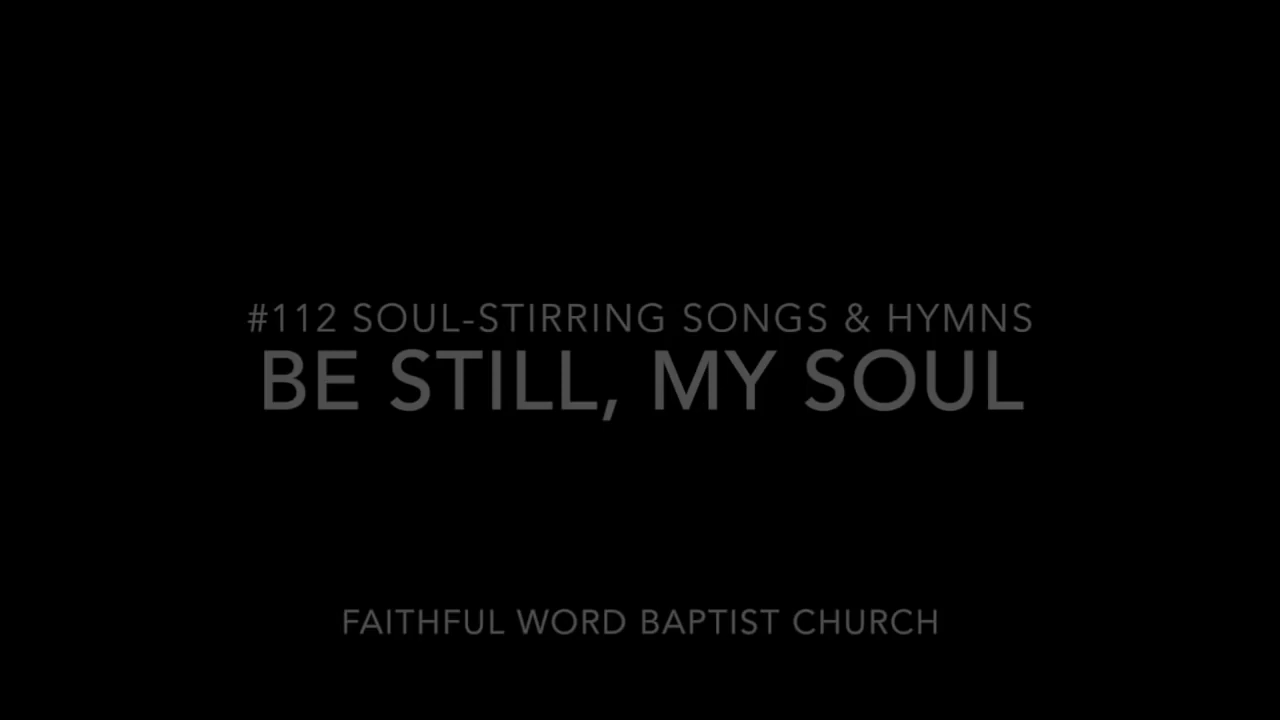 #112 SOUL-STIRRING SONGS & HYMNS
BE STILL, MY SOUL
FAITHFUL WORD BAPTIST CHURCH